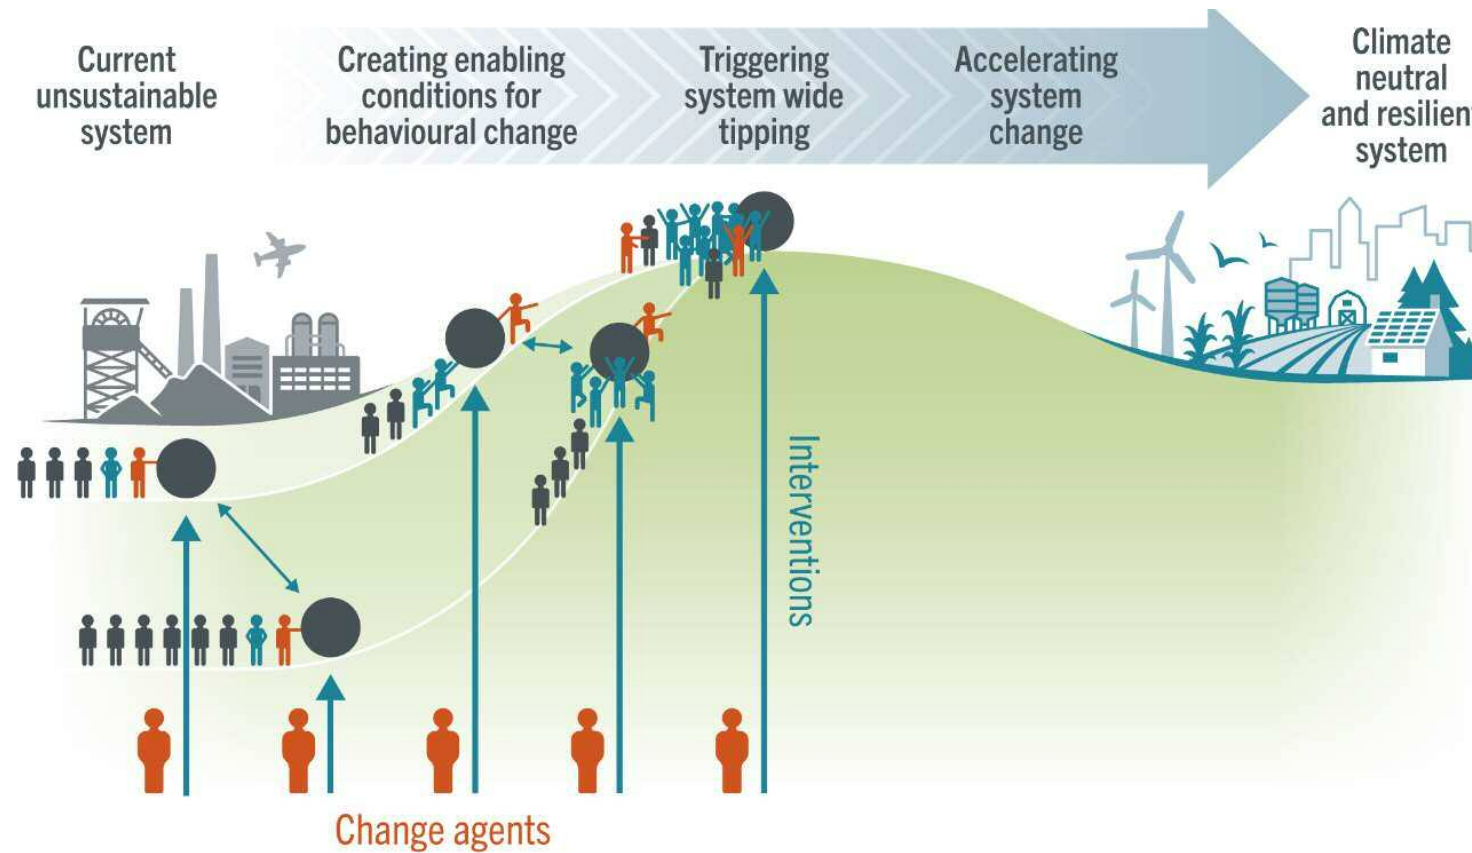 Current
unsustainable
system
Creating enabling
conditions for
behavioural change
Triggering
system wide
tipping
Accelerating
system
change
Climate
neutral
and resilient
system
Interventions
Change agents